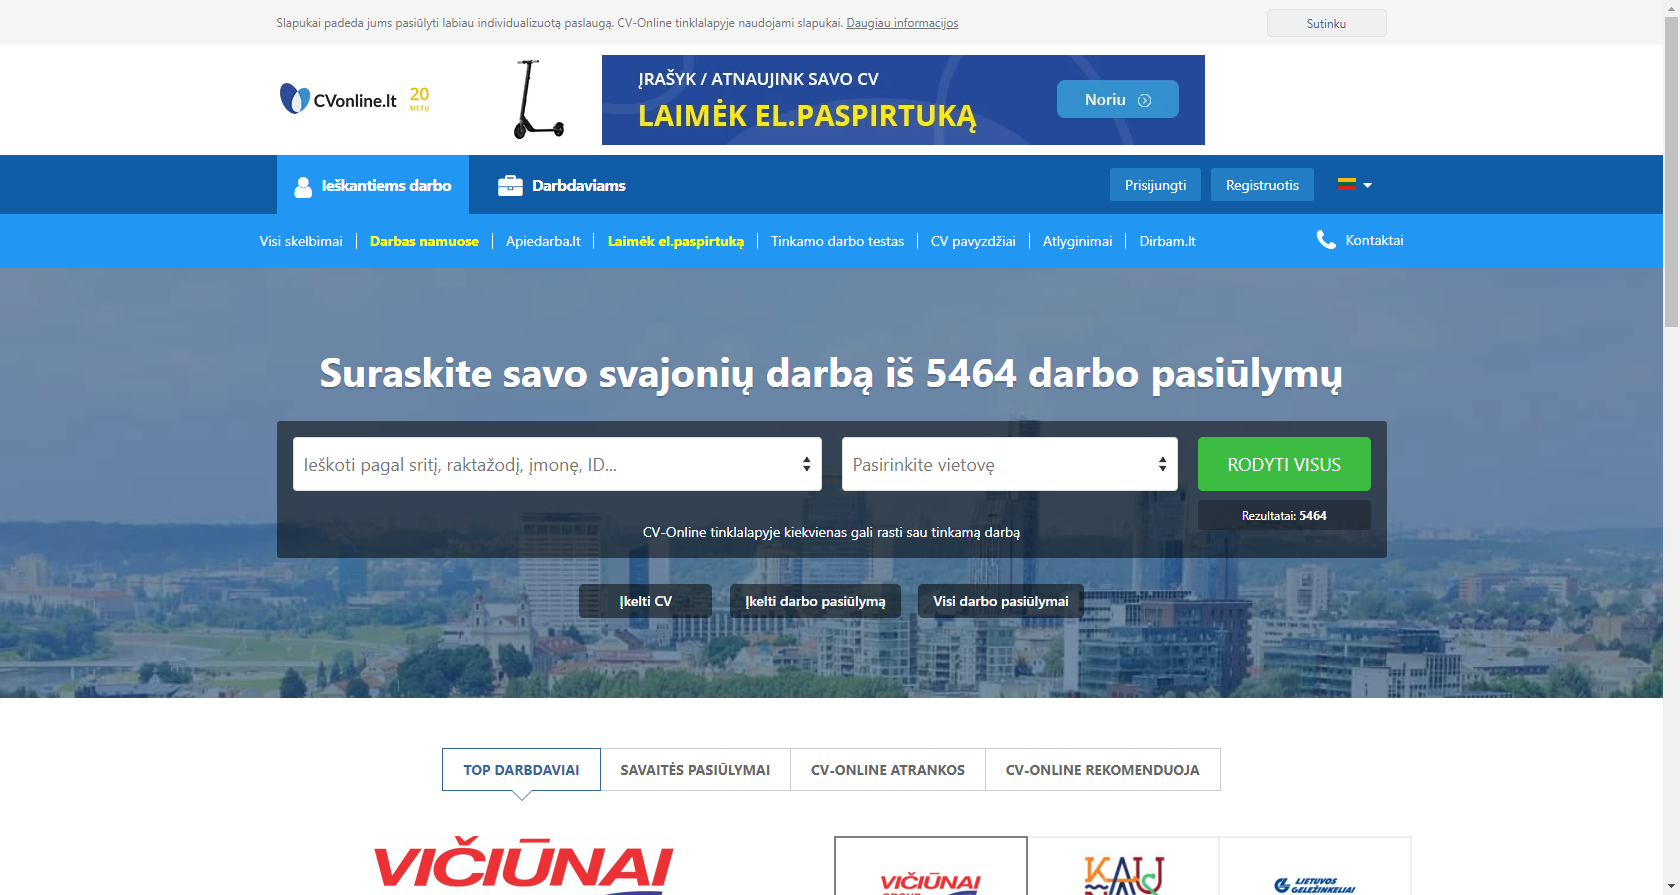 Slapukai padeda jums pasiūlyti labiau individualizuotą paslaugą. CV-Online tinklalapyje naudojami slapukai. Daugiau informacijos
Sutinku
CVonline.lt 20 METŲ
ĮRAŠYK / ATNAUJINK SAVO CV
LAIMĖK EL.PASPIRTUKĄ
Noriu
Ieškantiems darbo
Darbdaviams
Prisijungti
Registruotis
Visi skelbimai
Darbas namuose
Apiedarba.lt
Laimėk el.paspirtuką
Tinkamo darbo testas
CV pavyzdžiai
Atlyginimai
Dirbam.lt
Kontaktai
Suraskite savo svajonių darbą iš 5464 darbo pasiūlymų
Ieškoti pagal sritį, raktažodį, įmonę, ID...
Pasirinkite vietovę
RODYTI VISUS
Rezultatai: 5464
CV-Online tinklalapyje kiekvienas gali rasti sau tinkamą darbą
Įkelti CV
Įkelti darbo pasiūlymą
Visi darbo pasiūlymai
TOP DARBDAVIAI
SAVAITĖS PASIŪLYMAI
CV-ONLINE ATRANKOS
CV-ONLINE REKOMENDUOJA
VIČIŪNAI
VIČIŪNAI
KAU
LIETUVOS
GELEŽINKELIAI